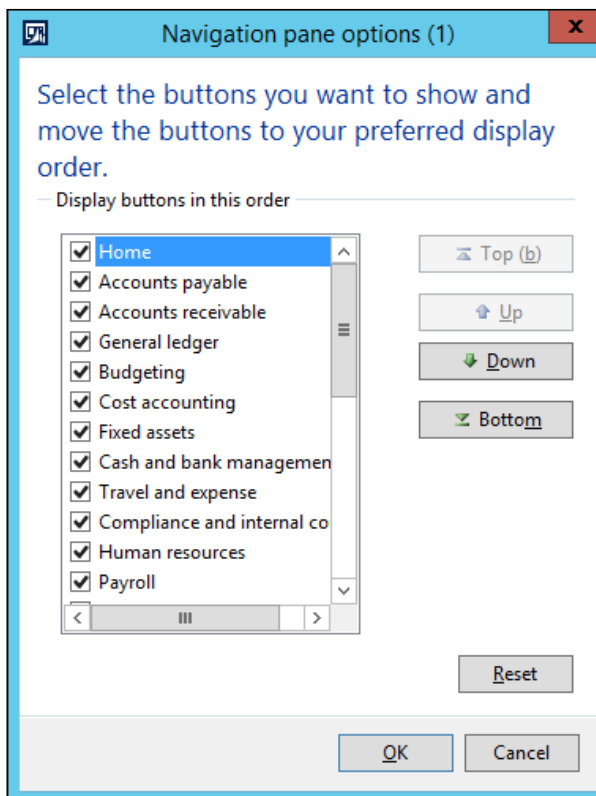 Navigation pane options (1)
x
Select the buttons you want to show and
move the buttons to your preferred display
order.
Display buttons in this order
Home
Accounts payable
Accounts receivable
General ledger
Budgeting
Cost accounting
Fixed assets
Cash and bank managemen
Travel and expense
Compliance and internal co
Human resources
Payroll
Top (b)
Up
Down
Bottom
Reset
OK
Cancel